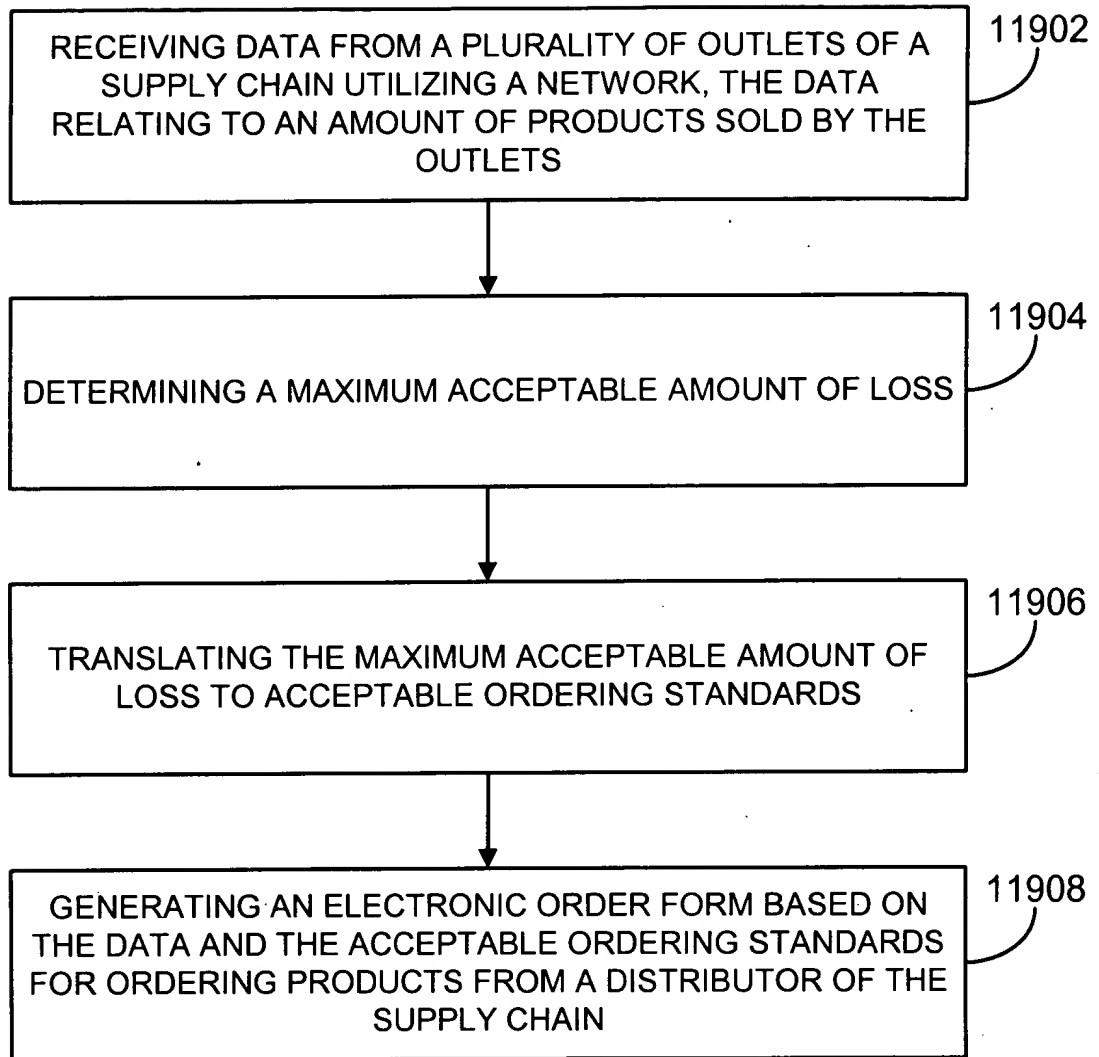 RECEIVING DATA FROM A PLURALITY OF OUTLETS OF A
SUPPLY CHAIN UTILIZING A NETWORK, THE DATA
RELATING TO AN AMOUNT OF PRODUCTS SOLD BY THE
OUTLETS
11902
DETERMINING A MAXIMUM ACCEPTABLE AMOUNT OF LOSS
11904
TRANSLATING THE MAXIMUM ACCEPTABLE AMOUNT OF
LOSS TO ACCEPTABLE ORDERING STANDARDS
11906
GENERATING AN ELECTRONIC ORDER FORM BASED ON
THE DATA AND THE ACCEPTABLE ORDERING STANDARDS
FOR ORDERING PRODUCTS FROM A DISTRIBUTOR OF THE
SUPPLY CHAIN
11908